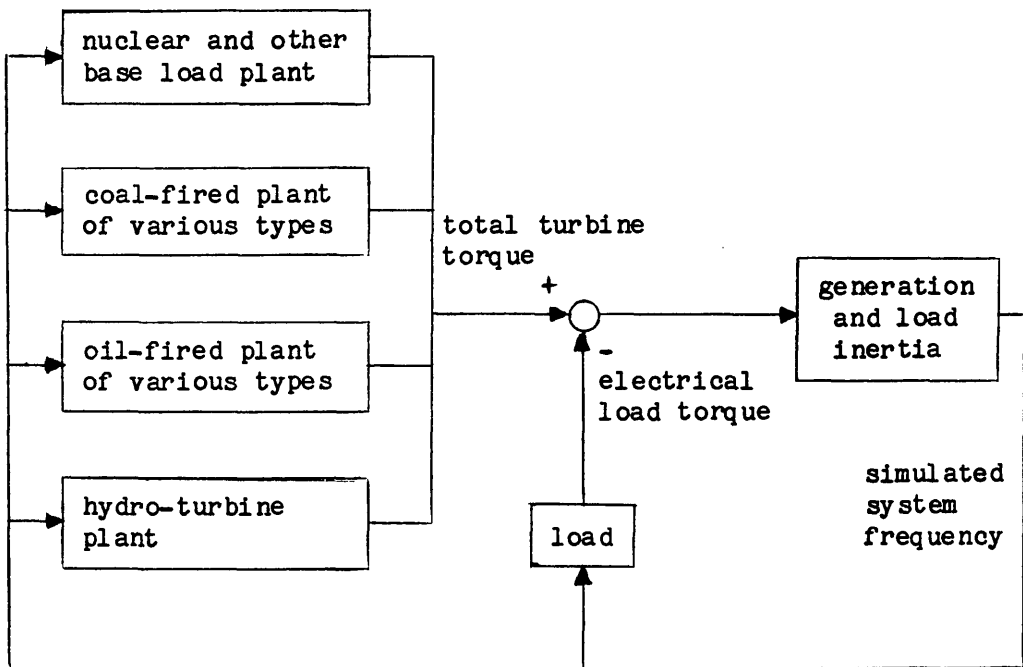 nuclear and other
base load plant
coal-fired plant
of various types
total turbine
torque
oil-fired plant
of various types
hydro-turbine
plant
+
-
electrical
load torque
load
generation
and load
inertia
simulated
system
frequency